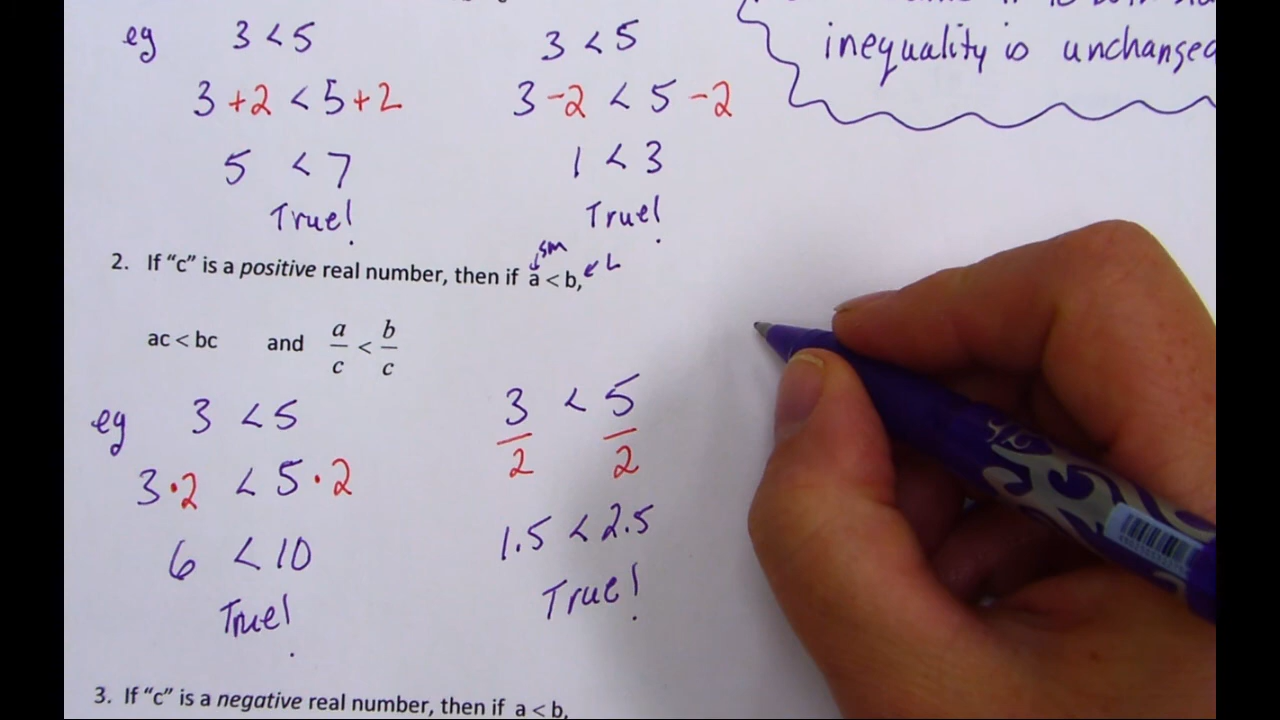 eg 3 < 5 3 < 5
inequality is unchanged
3 +2 < 5 +2 3 -2 < 5 -2
5 < 7 1 < 3
True! True!
sm
2. If “c” is a positive real number, then if a < b, L
ac < bc and a/c < b/c
eg 3 < 5 3/2 < 5/2
3 · 2 < 5 · 2
6 < 10 1.5 < 2.5
True! True!
3. If “c” is a negative real number, then if a < b,